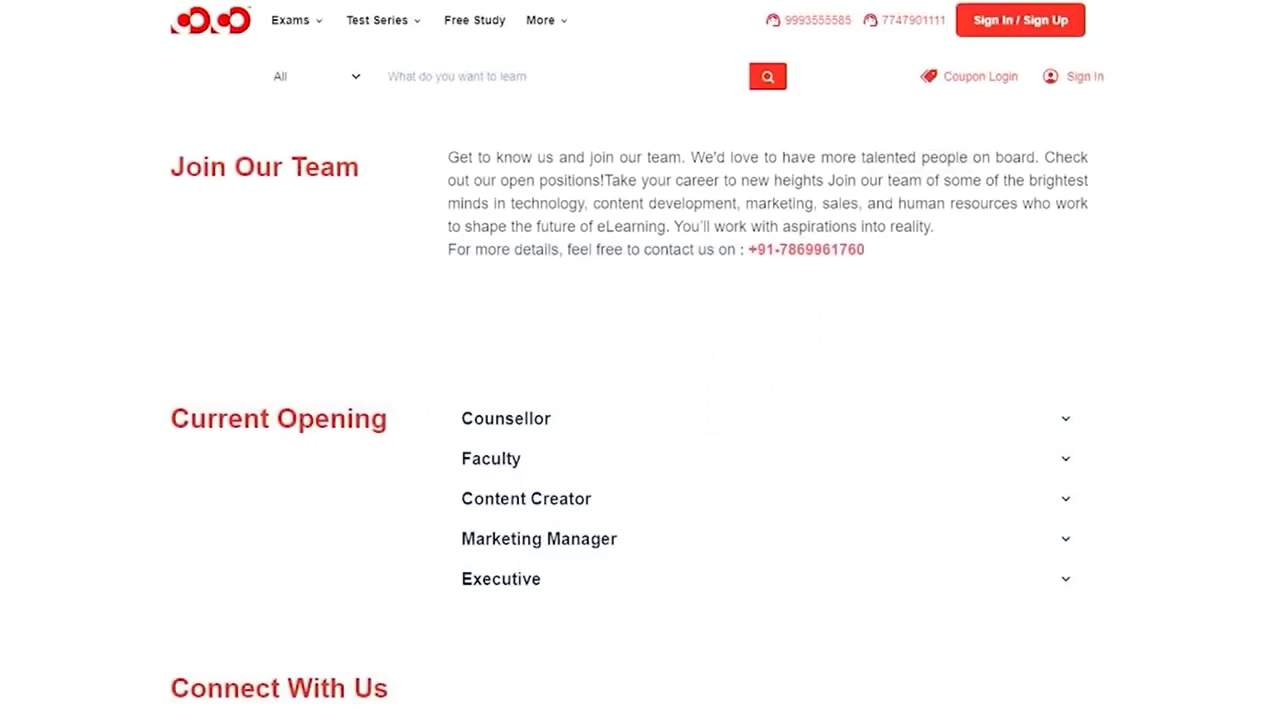 Exams Test Series Free Study More 9993555585 7747901111 Sign In / Sign Up
All What do you want to learn Coupon Login Sign In
Join Our Team
Get to know us and join our team. We'd love to have more talented people on board. Check
out our open positions!Take your career to new heights Join our team of some of the brightest
minds in technology, content development, marketing, sales, and human resources who work
to shape the future of eLearning. You'll work with aspirations into reality.
For more details, feel free to contact us on : +91-7869961760
Current Opening
Counsellor
Faculty
Content Creator
Marketing Manager
Executive
Connect With Us